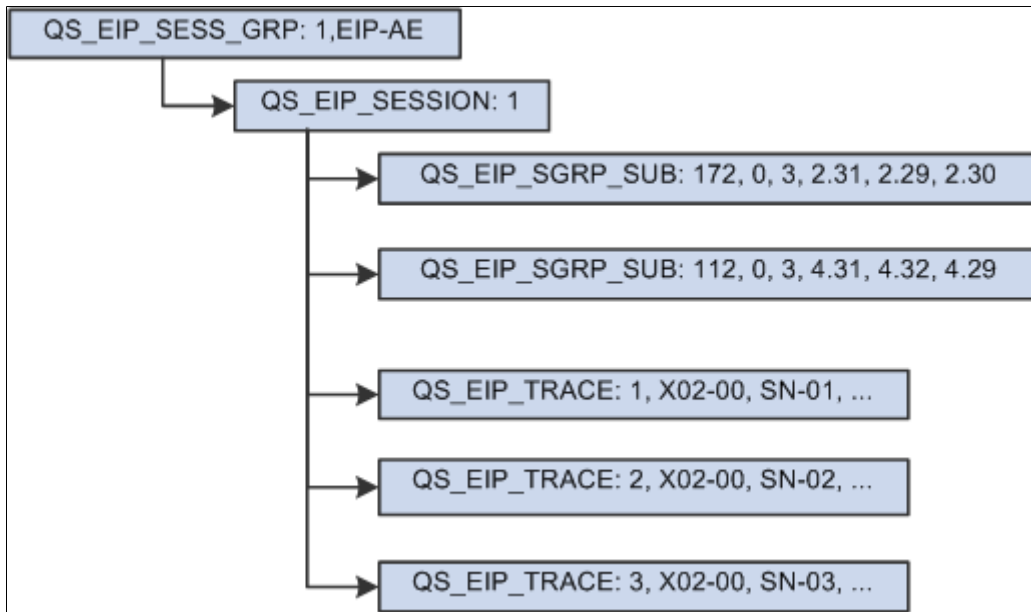 QS_EIP_SESS_GRP: 1,EIP-AE
QS_EIP_SESSION: 1
QS_EIP_SGRP_SUB: 172, 0, 3, 2.31, 2.29, 2.30
QS_EIP_SGRP_SUB: 112, 0, 3, 4.31, 4.32, 4.29
QS_EIP_TRACE: 1, X02-00, SN-01, ...
QS_EIP_TRACE: 2, X02-00, SN-02, ...
QS_EIP_TRACE: 3, X02-00, SN-03, ...